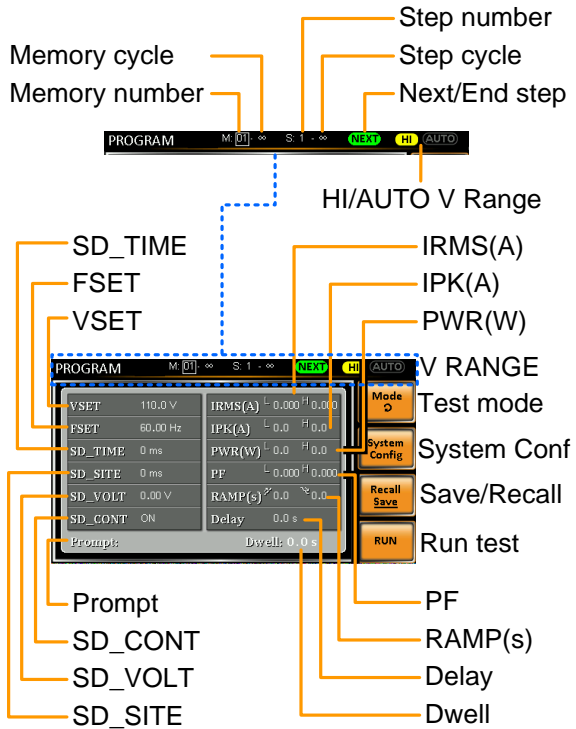 Step number
Memory cycle
Step cycle
Memory number
Next/End step
PROGRAM M: 01 - ∞ S: 1 - ∞ NEXT HI (AUTO)
HI/AUTO V Range
SD_TIME
IRMS(A)
FSET
IPK(A)
VSET
PWR(W)
PROGRAM M: 01 - ∞ S: 1 - ∞ NEXT HI (AUTO)
V RANGE
VSET 110.0 V IRMS(A) L 0.000 H 0.000
Mode
Test mode
FSET 60.00 Hz IPK(A) L 0.0 H 0.0
SD_TIME 0 ms PWR(W) L 0.0 H 0.0
System
Config
System Conf
SD_SITE 0 ms PF L 0.000 H 0.000
SD_VOLT 0.00 V RAMP(s) 0.0 0.0
Recall
Save
Save/Recall
SD_CONT ON Delay 0.0 s
Prompt: Dwell: 0.0 s
RUN
Run test
Prompt
PF
SD_CONT
RAMP(s)
SD_VOLT
Delay
SD_SITE
Dwell